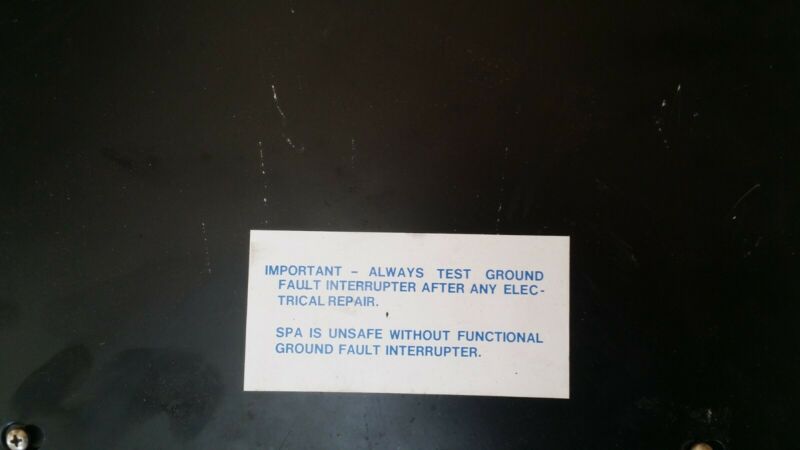 IMPORTANT – ALWAYS TEST GROUND
FAULT INTERRUPTER AFTER ANY ELEC-
TRICAL REPAIR.
SPA IS UNSAFE WITHOUT FUNCTIONAL
GROUND FAULT INTERRUPTER.